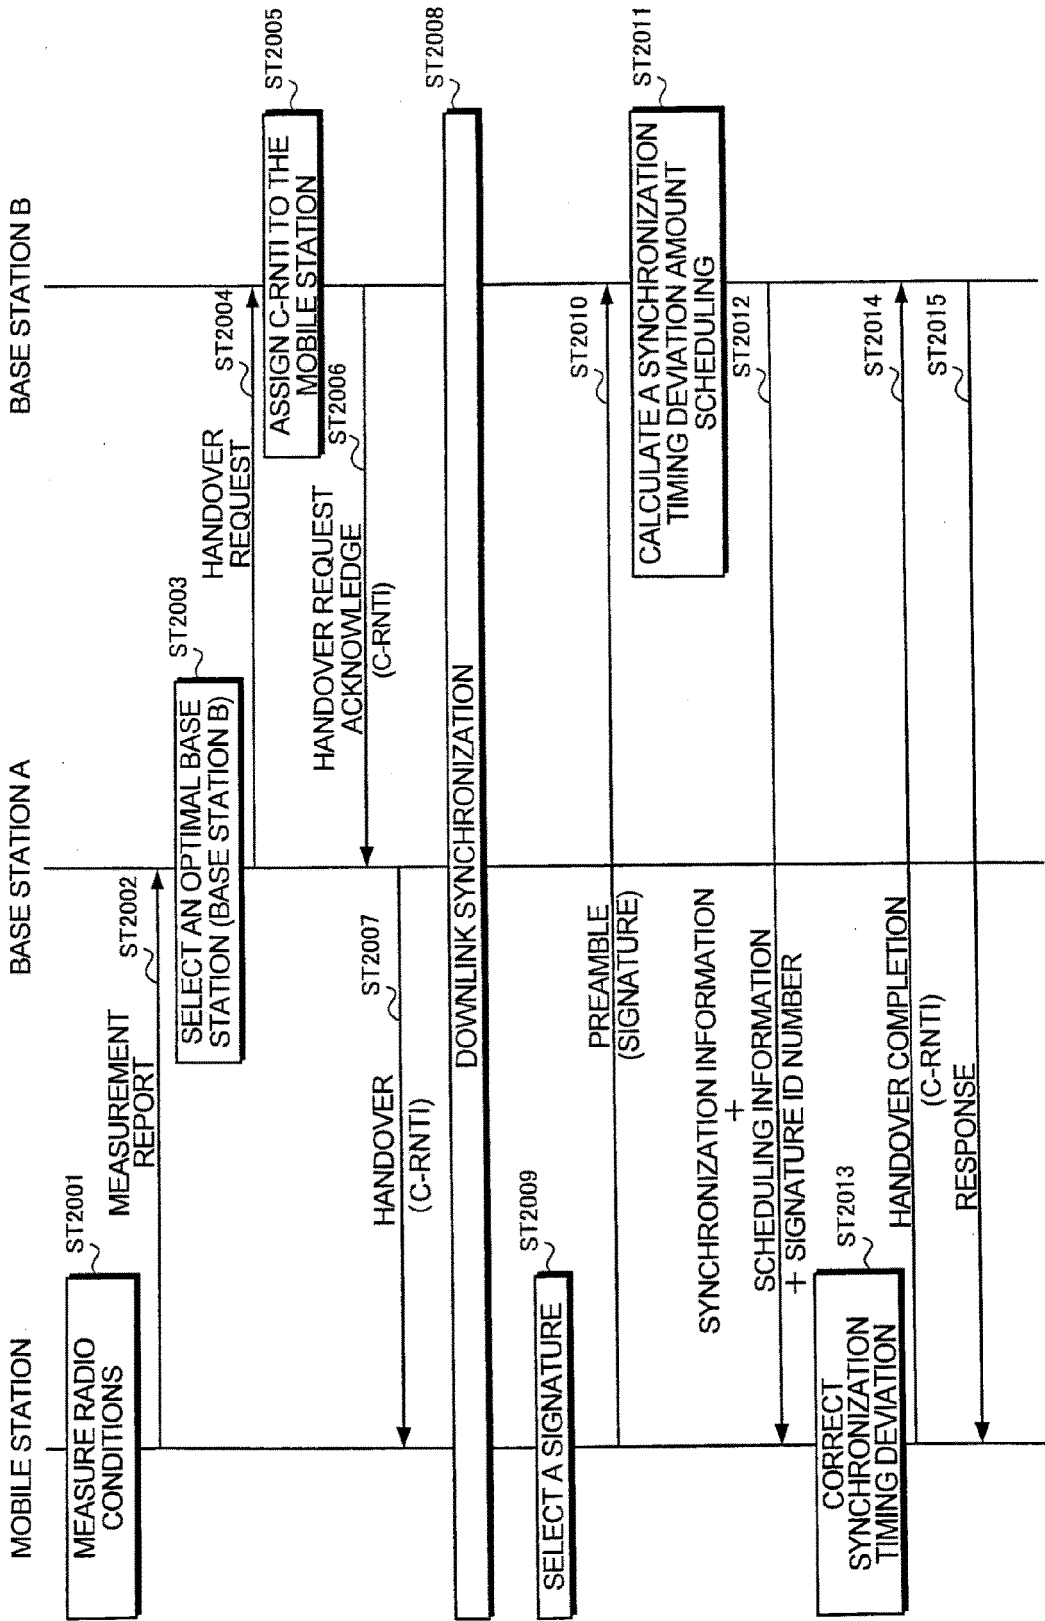 MOBILE STATION
BASE STATION A
BASE STATION B
MEASURE RADIO
CONDITIONS
ST2001
MEASUREMENT
REPORT
ST2002
SELECT AN OPTIMAL BASE
STATION (BASE STATION B)
ST2003
HANDOVER
REQUEST
ST2004
ASSIGN C-RNTI TO THE
MOBILE STATION
ST2005
HANDOVER REQUEST
ACKNOWLEDGE
(C-RNTI)
ST2006
HANDOVER
(C-RNTI)
ST2007
DOWNLINK SYNCHRONIZATION
ST2008
SELECT A SIGNATURE
ST2009
PREAMBLE
(SIGNATURE)
ST2010
CALCULATE A SYNCHRONIZATION
TIMING DEVIATION AMOUNT
SCHEDULING
ST2011
SYNCHRONIZATION INFORMATION
+
SCHEDULING INFORMATION
+ SIGNATURE ID NUMBER
ST2012
CORRECT
SYNCHRONIZATION
TIMING DEVIATION
ST2013
HANDOVER COMPLETION
(C-RNTI)
ST2014
RESPONSE
ST2015